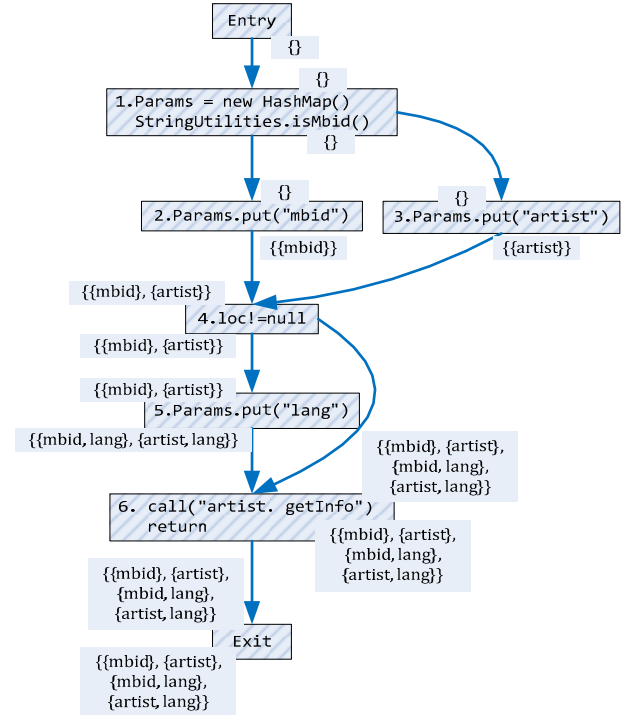 Entry
{}
{}
1.Params = new HashMap()
StringUtilities.isMbid()
{}
{}
{}
2.Params.put("mbid")
3.Params.put("artist")
{{mbid}}
{{artist}}
{{mbid}, {artist}}
4.loc!=null
{{mbid}, {artist}}
{{mbid}, {artist}}
5.Params.put("lang")
{{mbid, lang}, {artist, lang}}
{{mbid}, {artist},
{mbid, lang},
{artist, lang}}
6. call("artist. getInfo")
return
{{mbid}, {artist},
{mbid, lang},
{artist, lang}}
{{mbid}, {artist},
{mbid, lang},
{artist, lang}}
Exit
{{mbid}, {artist},
{mbid, lang},
{artist, lang}}